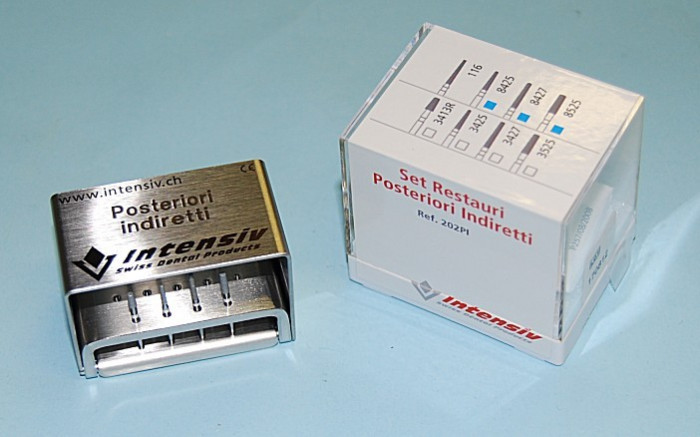 www.intensiv.ch
CE
Posteriori
indiretti
intensiv
Swiss Dental Products
116
8425
8427
8525
3413R
3425
3427
3525
Set Restauri
Posteriori Indiretti
Ref. 202PI
intensiv